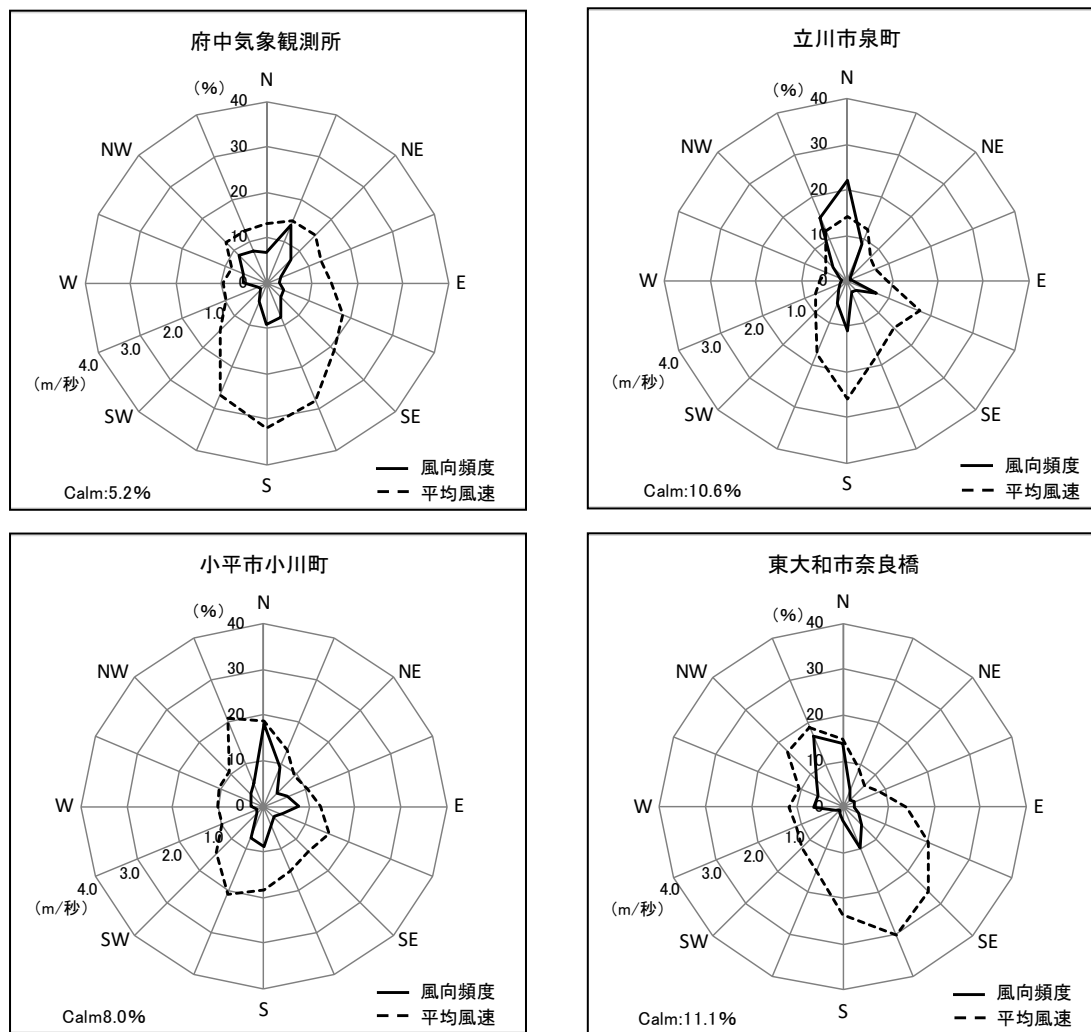 府中気象観測所
N
(%)
40
NW
NE
30
20
10
W
0
E
1.0
2.0
3.0
4.0
(m/秒)
SW
SE
S
風向頻度
Calm:5.2%
平均風速
立川市泉町
N
(%)
40
NW
NE
30
20
10
W
0
E
1.0
2.0
3.0
4.0
(m/秒)
SW
SE
S
風向頻度
Calm:10.6%
平均風速
小平市小川町
N
(%)
40
NW
NE
30
20
10
W
0
E
1.0
2.0
3.0
4.0
(m/秒)
SW
SE
S
風向頻度
Calm8.0%
平均風速
東大和市奈良橋
N
(%)
40
NW
NE
30
20
10
W
0
E
1.0
2.0
3.0
4.0
(m/秒)
SW
SE
S
風向頻度
Calm:11.1%
平均風速